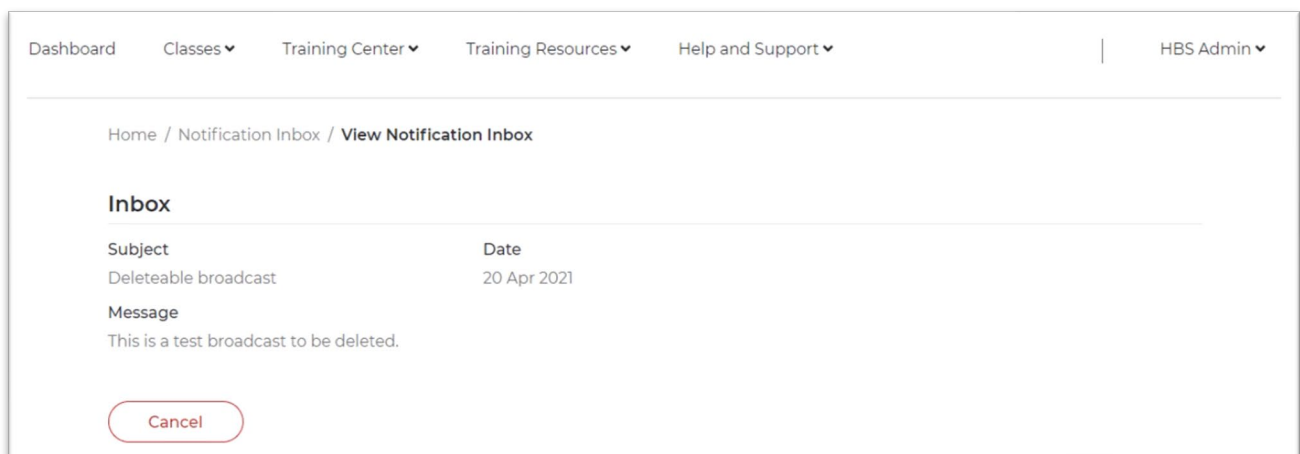 Dashboard Classes Training Center Training Resources Help and Support HBS Admin
Home / Notification Inbox / View Notification Inbox
Inbox
Subject Date
Deleteable broadcast 20 Apr 2021
Message
This is a test broadcast to be deleted.
Cancel